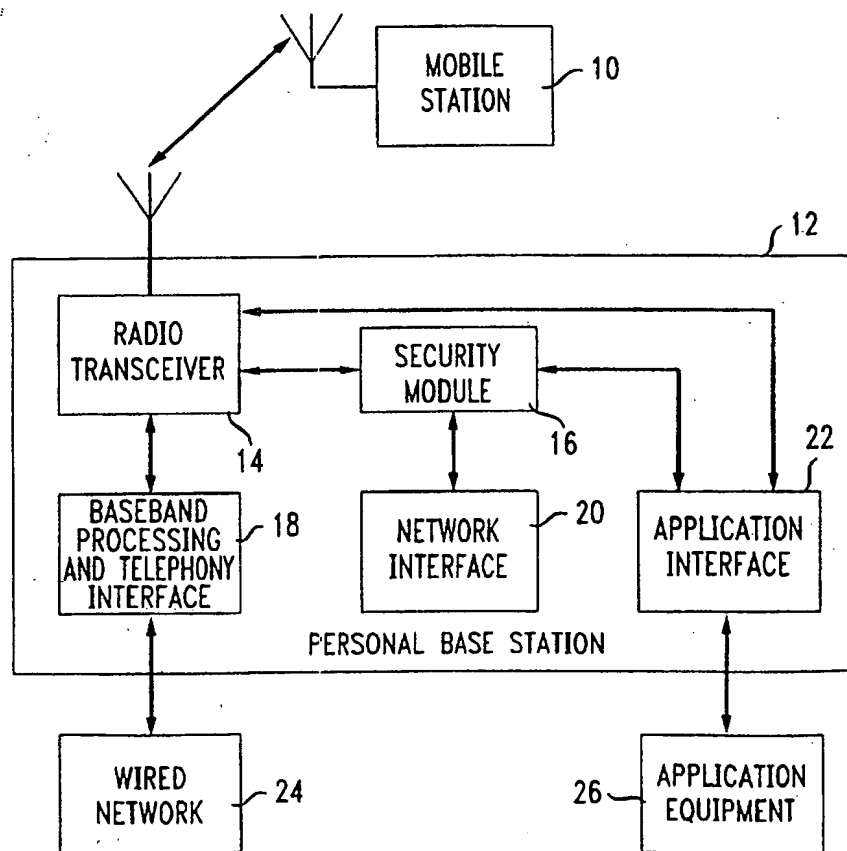 MOBILE
STATION
10
12
RADIO
TRANSCEIVER
14
SECURITY
MODULE
16
22
BASEBAND
PROCESSING
AND TELEPHONY
INTERFACE
18
NETWORK
INTERFACE
20
APPLICATION
INTERFACE
PERSONAL BASE STATION
WIRED
NETWORK
24
26
APPLICATION
EQUIPMENT